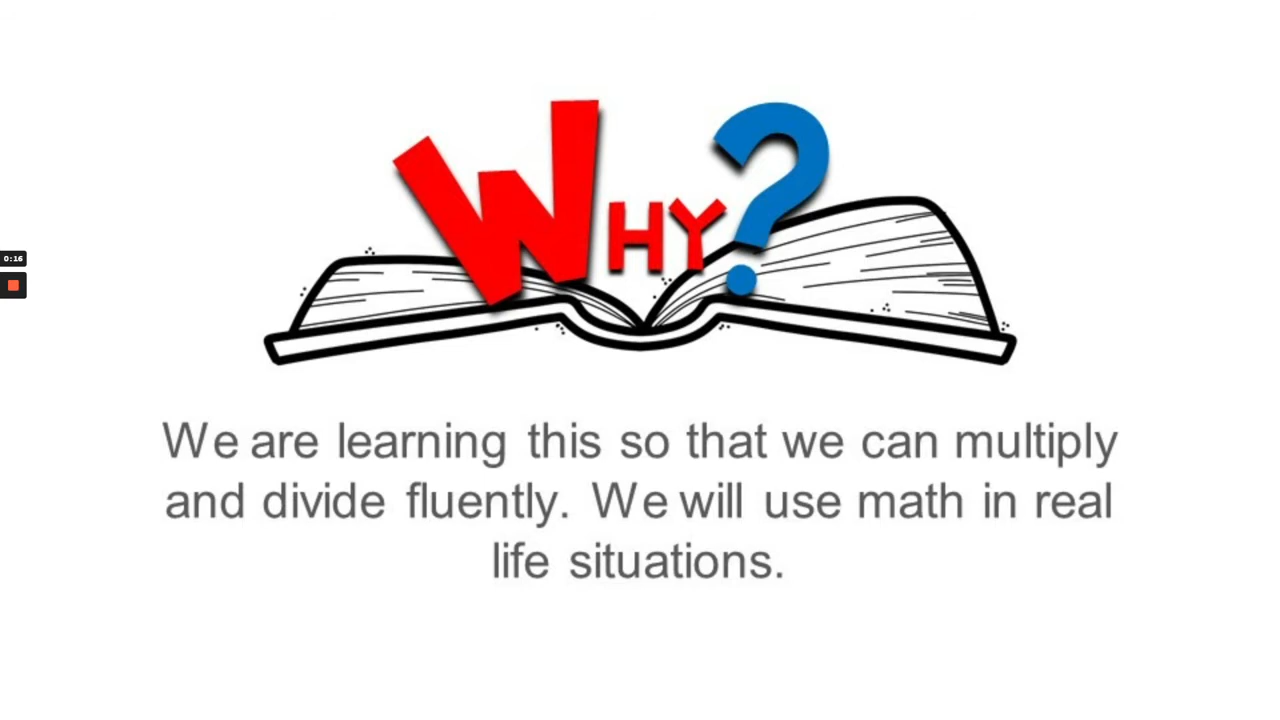 WHY?
0:16
We are learning this so that we can multiply
and divide fluently. We will use math in real
life situations.